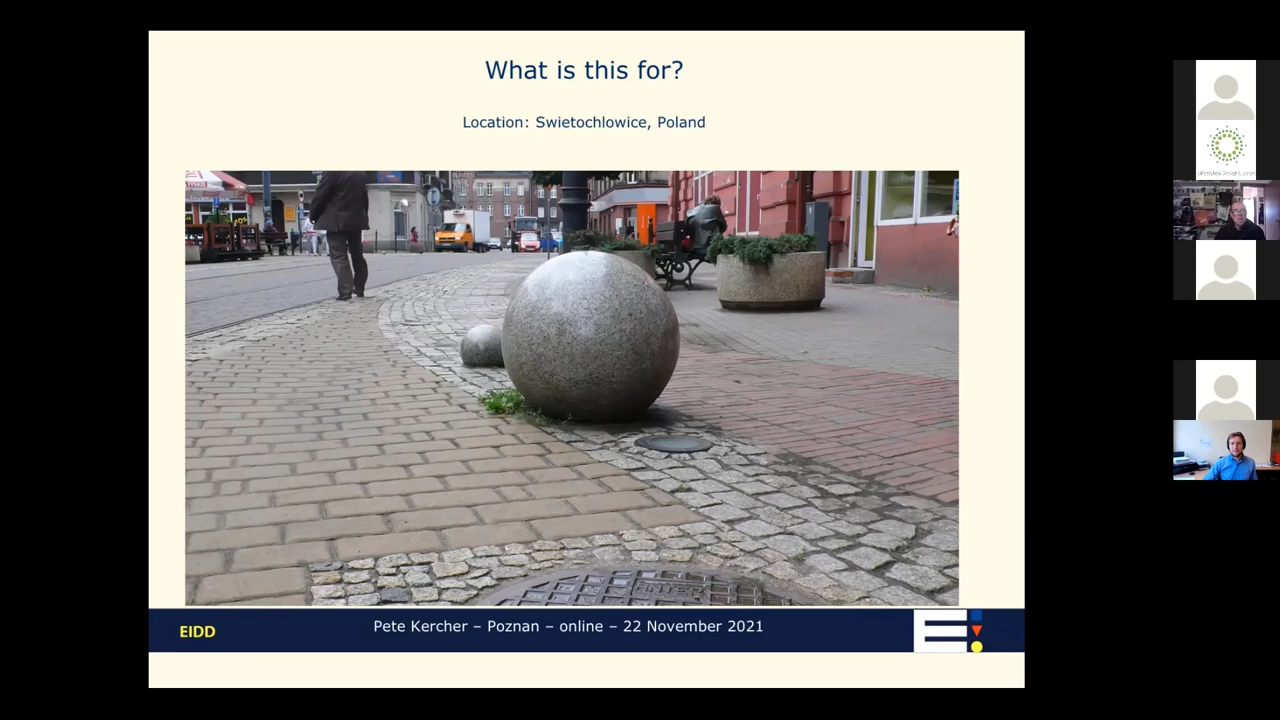 What is this for?
Location: Swietochlowice, Poland
EIDD
Pete Kercher – Poznan – online – 22 November 2021